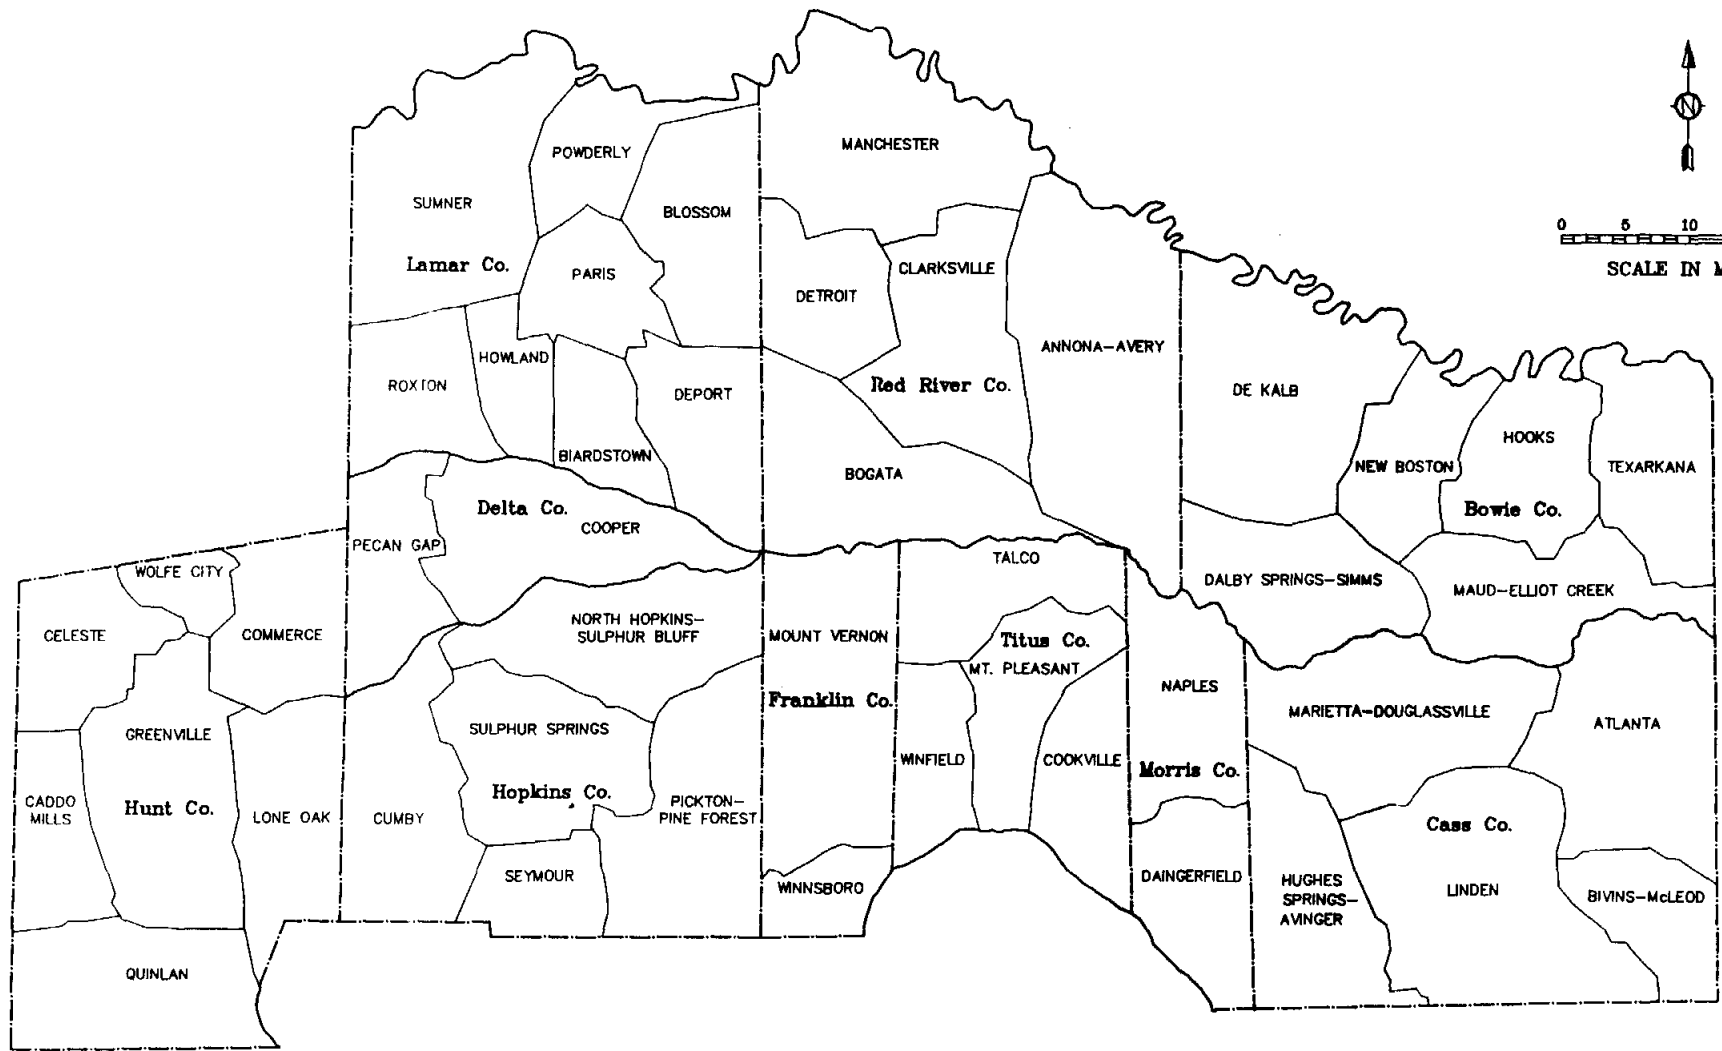 MANCHESTER
POWDERLY
SUMNER
BLOSSOM
N
0 5 10
SCALE IN
Lamar Co.
PARIS
CLARKSVILLE
DETROIT
ANNONA-AVERY
HOWLAND
ROXTON
DEPORT
Red River Co.
DE KALB
HOOKS
BIARDSTOWN
BOGATA
NEW BOSTON
TEXARKANA
Delta Co.
COOPER
Bowie Co.
PECAN GAP
TALCO
WOLFE CITY
DALBY SPRINGS-SIMMS
MAUD-ELLIOT CREEK
CELESTE
COMMERCE
NORTH HOPKINS-
SULPHUR BLUFF
MOUNT VERNON
Titus Co.
MT. PLEASANT
NAPLES
Franklin Co.
MARIETTA-DOUGLASSVILLE
ATLANTA
GREENVILLE
SULPHUR SPRINGS
WINFIELD
COOKVILLE
Morris Co.
CADDO
MILLS
Hunt Co.
LONE OAK
CUMBY
Hopkins Co.
PICKTON-
PINE FOREST
Cass Co.
SEYMOUR
WINNSBORO
DAINGERFIELD
HUGHES
SPRINGS-
AVINGER
LINDEN
BIVINS-McLEOD
QUINLAN